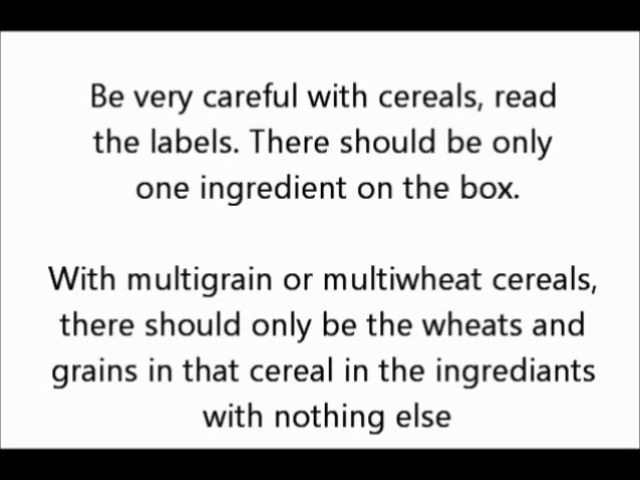 Be very careful with cereals, read
the labels. There should be only
one ingredient on the box.
With multigrain or multiwheat cereals,
there should only be the wheats and
grains in that cereal in the ingrediants
with nothing else